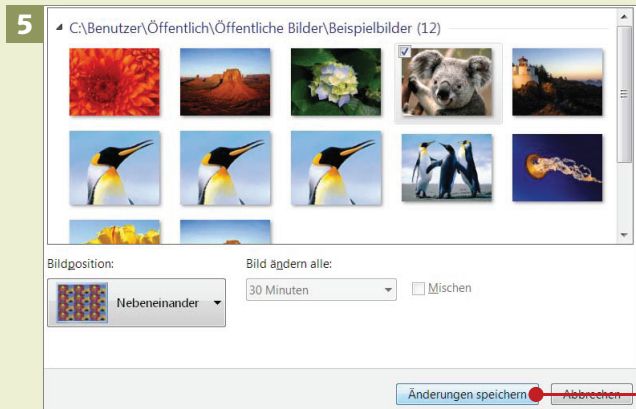 5
C:\Benutzer\Öffentlich\Öffentliche Bilder\Beispielbilder (12)
Bildposition:
Bild ändern alle:
Nebeneinander
30 Minuten
Mischen
Änderungen speichern
Abbrechen